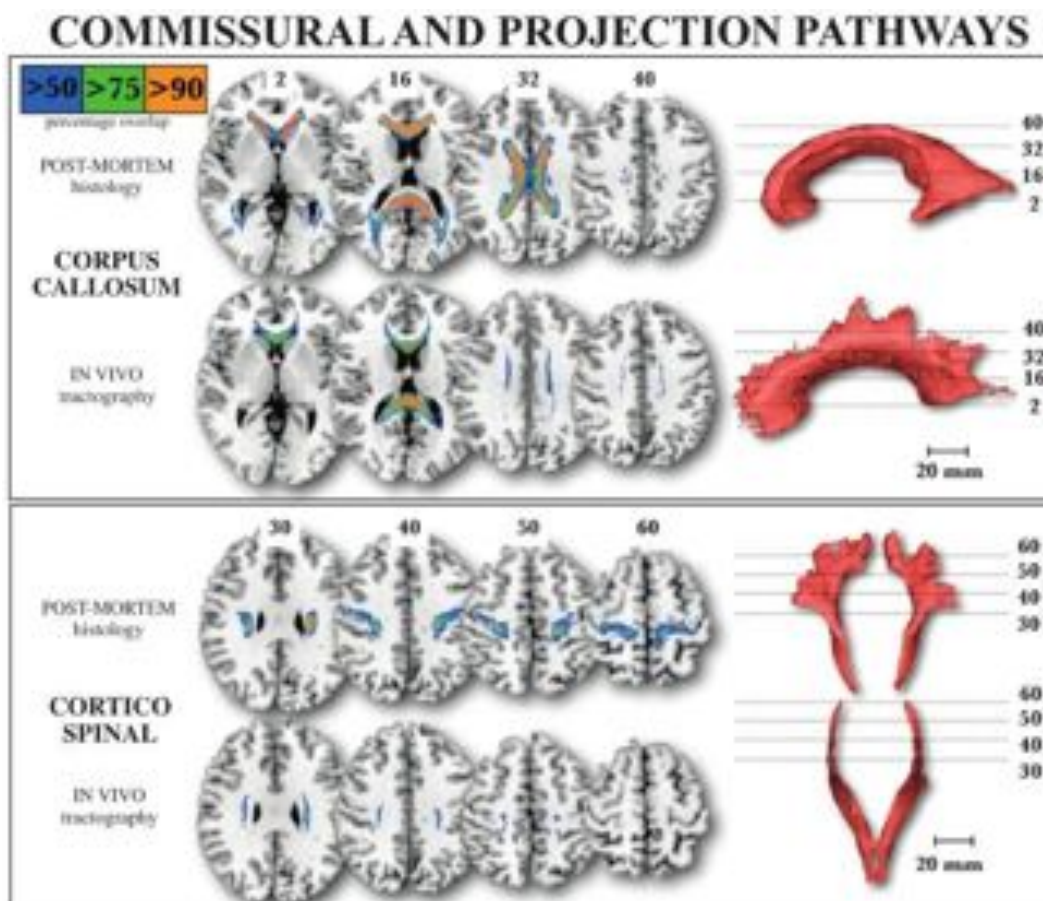 COMMISSURAL AND PROJECTION PATHWAYS
>50 >75 >90
percentage overlap
2 16 32 40
POST-MORTEM
histology
40
32
16
2
CORPUS
CALLOSUM
IN VIVO
tractography
40
32
16
2
20 mm
30 40 50 60
POST-MORTEM
histology
60
50
40
30
CORTICO
SPINAL
60
50
40
30
IN VIVO
tractography
20 mm